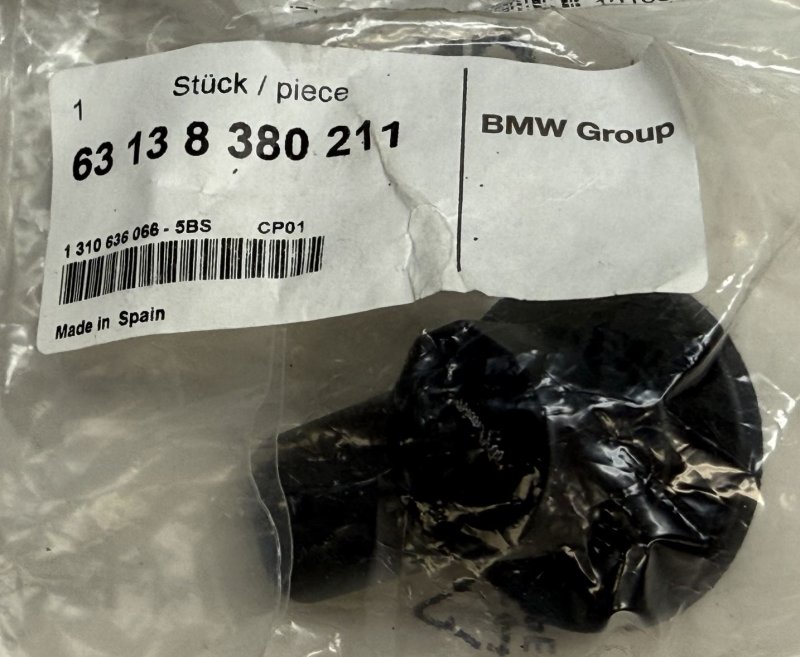 1 Stück / piece
63 13 8 380 211
BMW Group
1 310 636 066 - 5BS CP01
Made in Spain